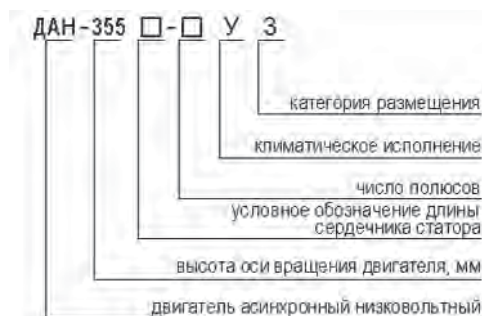 ДАН-355 □-□ У 3
категория размещения
климатическое исполнение
число полюсов
условное обозначение длины
сердечника статора
высота оси вращения двигателя, мм
двигатель асинхронный низковольтный